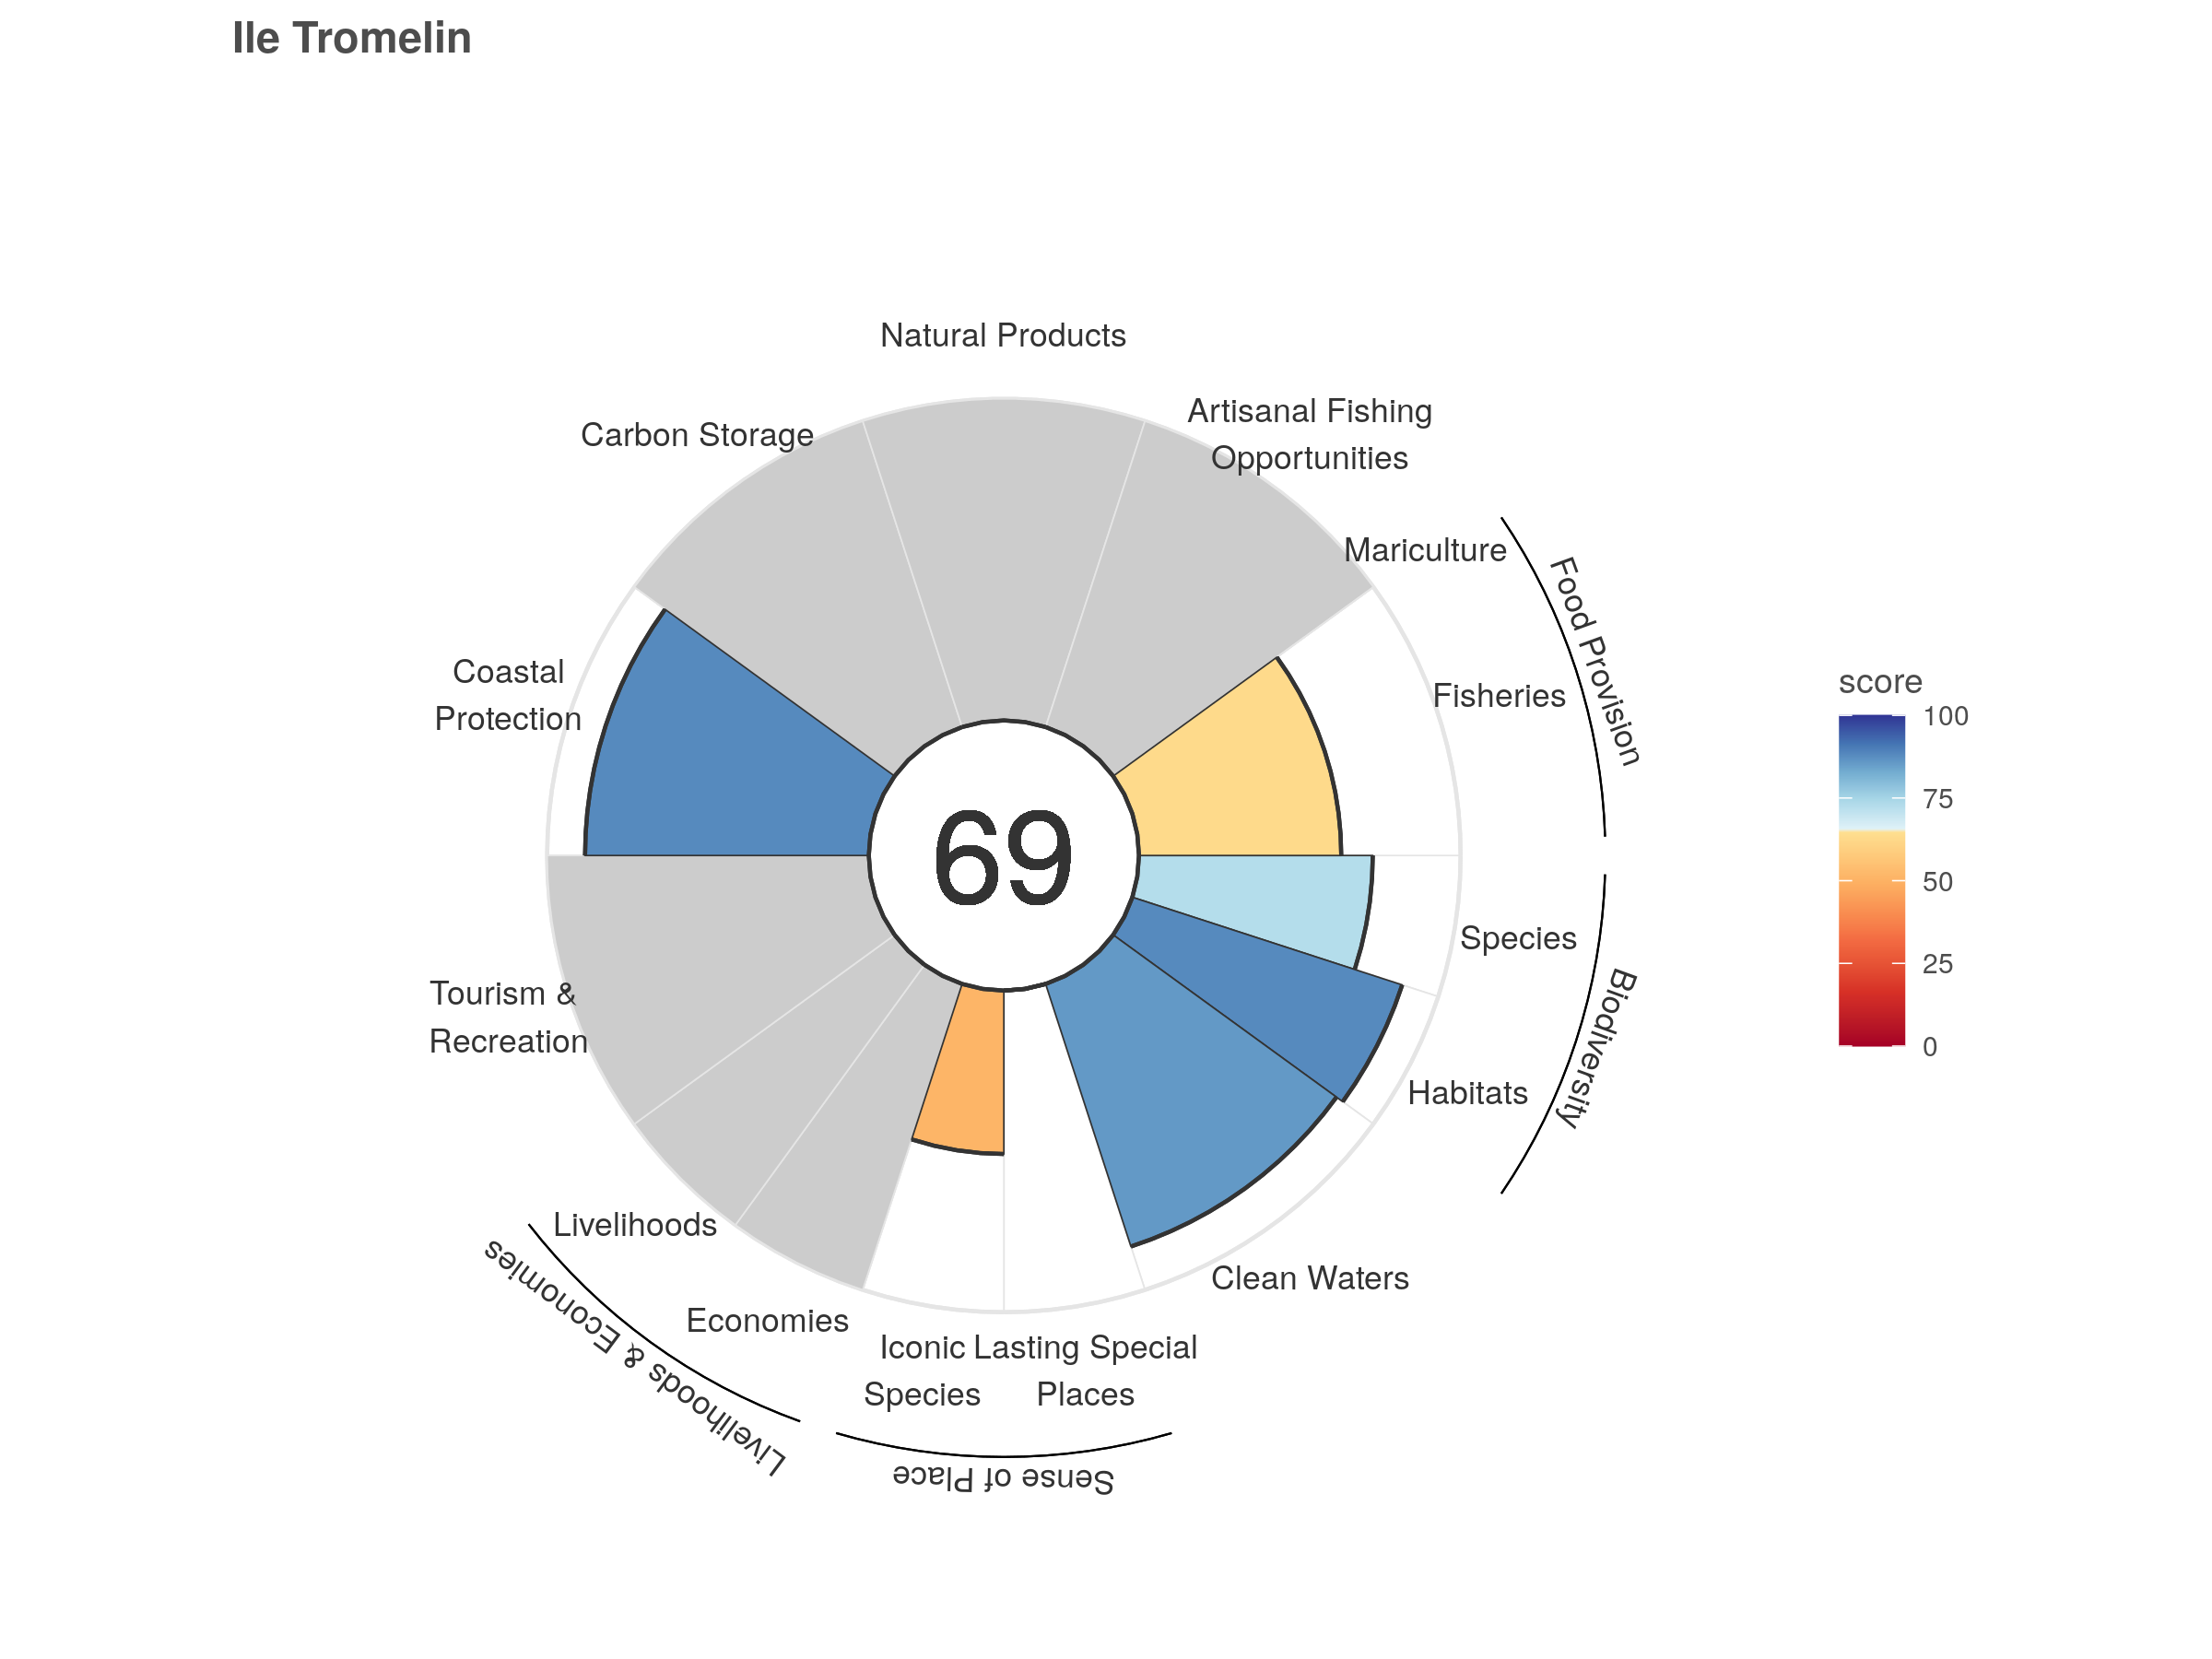 Ile Tromelin
Natural Products
Artisanal Fishing
Opportunities
Carbon Storage
Mariculture
Food Provision
Fisheries
Coastal
Protection
69
score
100
75
50
25
0
Species
Biodiversity
Habitats
Tourism &
Recreation
Livelihoods
Livelihoods & Economies
Economies
Clean Waters
Iconic
Species
Lasting Special
Places
Sense of Place